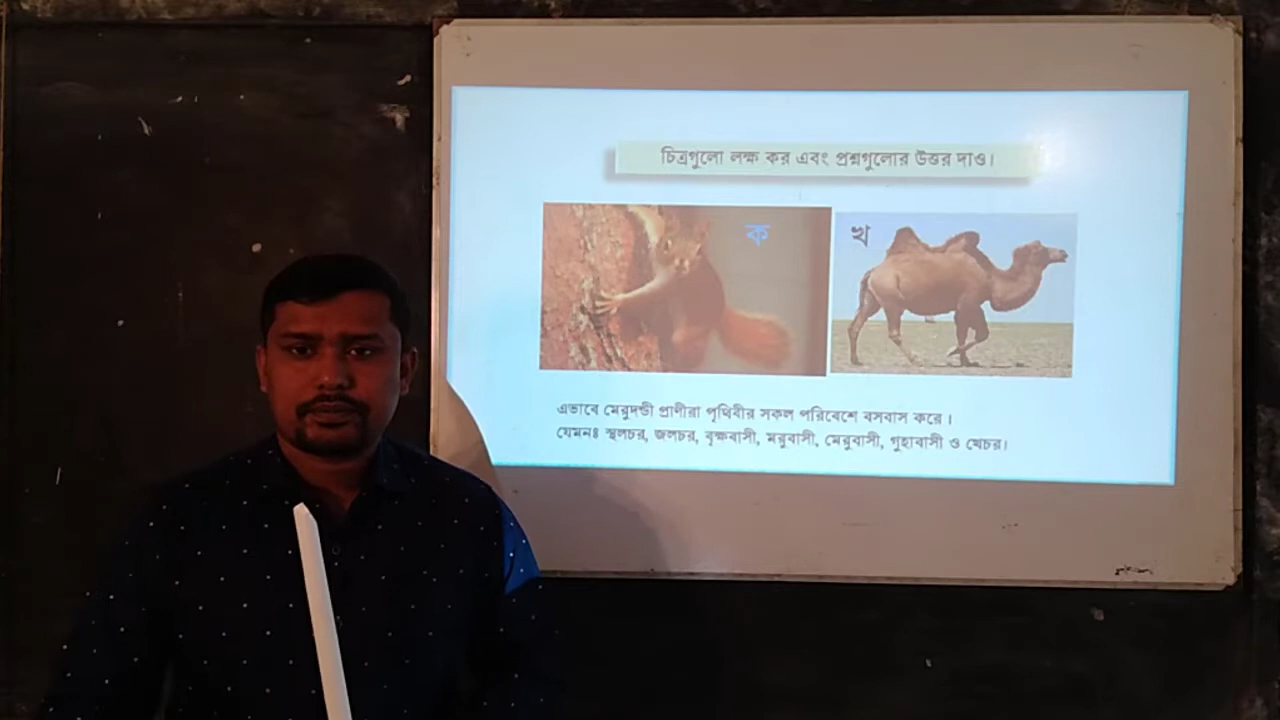 চিত্রগুলো লক্ষ কর এবং প্রশ্নগুলোর উত্তর দাও।
ক
খ
এভাবে মেরুদন্ডী প্রাণীরা পৃথিবীর সকল পরিবেশে বসবাস করে।
যেমনঃ স্থলচর, জলচর, বৃক্ষবাসী, মরুবাসী, মেরুবাসী, গুহাবাসী ও খেচর।